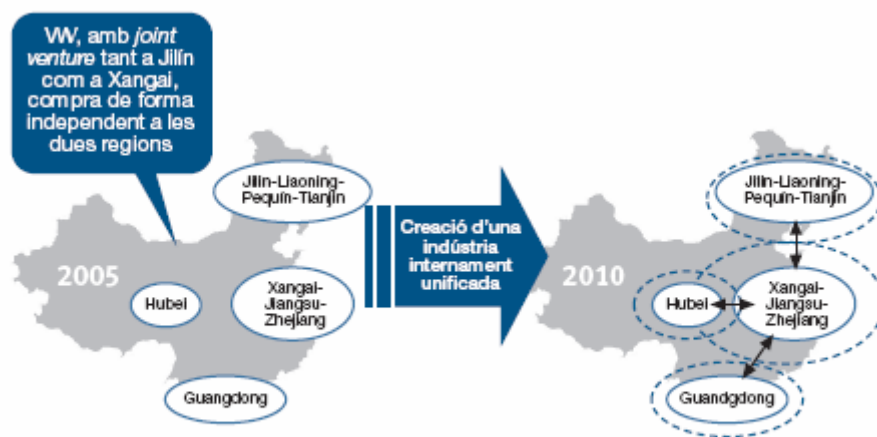 VW, amb joint
venture tant a Jilín
com a Xangai,
compra de forma
independent a les
dues regions
Jilin-Liaoning-
Pequín-Tianjin
2005
Hubei
Xangai-
Jiangsu-
Zhejiang
Guangdong
Creació d'una
indústria
internament
unificada
Jilin-Liaoning-
Pequín-Tianjin
2010
Hubei
Xangai-
Jiangsu-
Zhejiang
Guandgdong